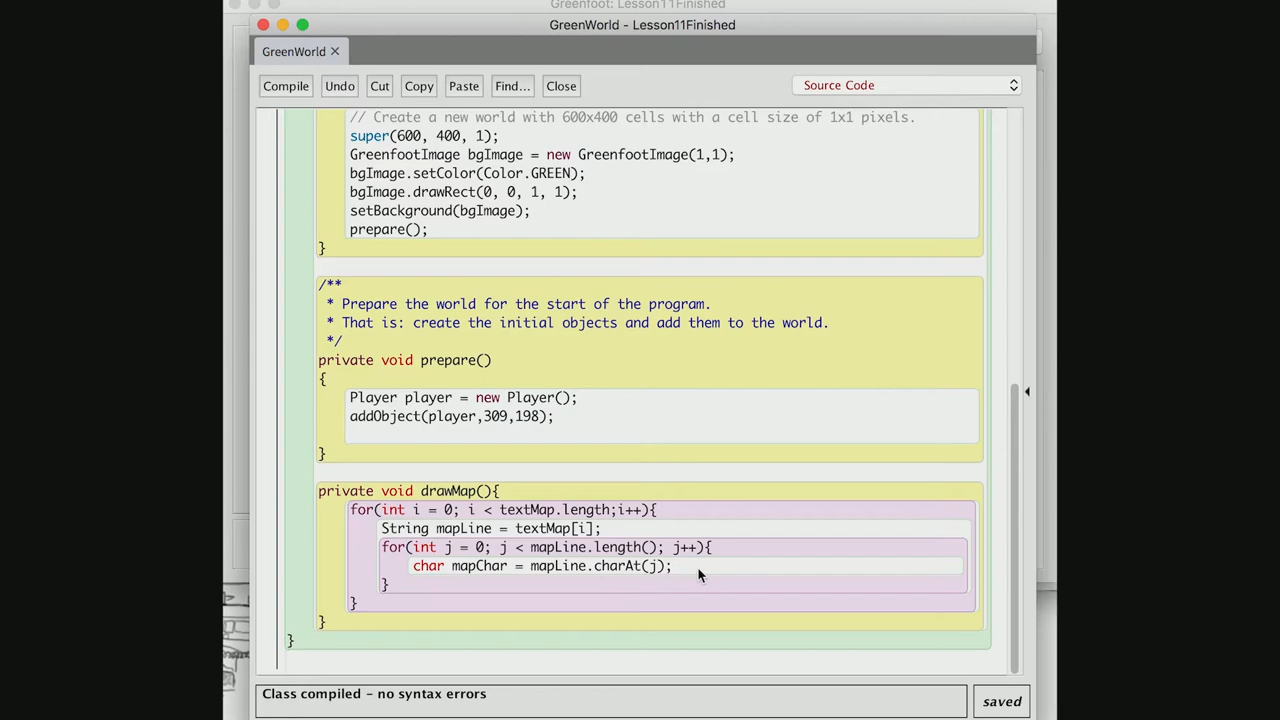 Greenfoot: Lesson11Finished
GreenWorld - Lesson11Finished
GreenWorld ×
Compile Undo Cut Copy Paste Find... Close Source Code
// Create a new world with 600x400 cells with a cell size of 1x1 pixels.
super(600, 400, 1);
GreenfootImage bgImage = new GreenfootImage(1,1);
bgImage.setColor(Color.GREEN);
bgImage.drawRect(0, 0, 1, 1);
setBackground(bgImage);
prepare();
}
/**
* Prepare the world for the start of the program.
* That is: create the initial objects and add them to the world.
*/
private void prepare()
{
Player player = new Player();
addObject(player,309,198);
}
private void drawMap(){
for(int i = 0; i < textMap.length;i++){
String mapLine = textMap[i];
for(int j = 0; j < mapLine.length(); j++){
char mapChar = mapLine.charAt(j);
}
}
}
}
Class compiled - no syntax errors
saved